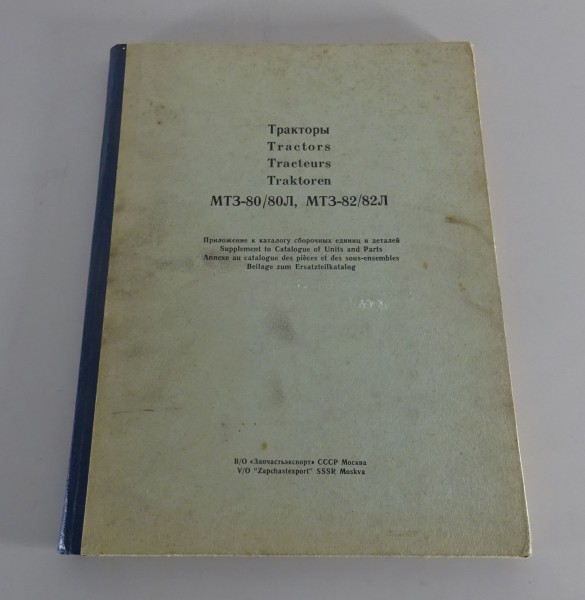 Тракторы
Tractors
Tracteurs
Traktoren
МТЗ-80/80Л, МТЗ-82/82Л
Приложение к каталогу сборочных единиц и деталей
Supplement to Catalogue of Units and Parts
Annexe au catalogue des pièces et des sous-ensembles
Beilage zum Ersatzteilkatalog
В/О «Запчастьэкспорт» СССР Москва
V/O "Zapchastexport" SSSR Moskva